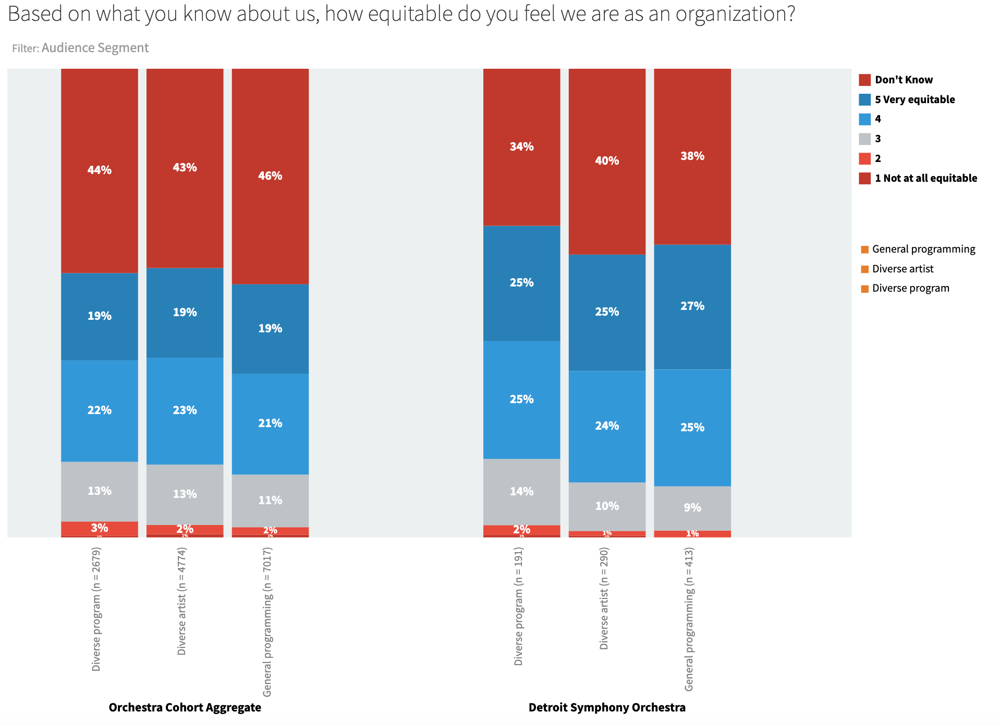 Based on what you know about us, how equitable do you feel we are as an organization?
Filter: Audience Segment
44%
19%
22%
13%
3%
43%
19%
23%
13%
2%
1%
46%
19%
21%
11%
2%
1%
34%
25%
25%
14%
2%
1%
40%
25%
24%
10%
1%
38%
27%
25%
9%
1%
Don't Know
5 Very equitable
4
3
2
1 Not at all equitable
General programming
Diverse artist
Diverse program
Diverse program (n = 2679)
Diverse artist (n = 4774)
General programming (n = 7017)
Diverse program (n = 191)
Diverse artist (n = 290)
General programming (n = 413)
Orchestra Cohort Aggregate
Detroit Symphony Orchestra